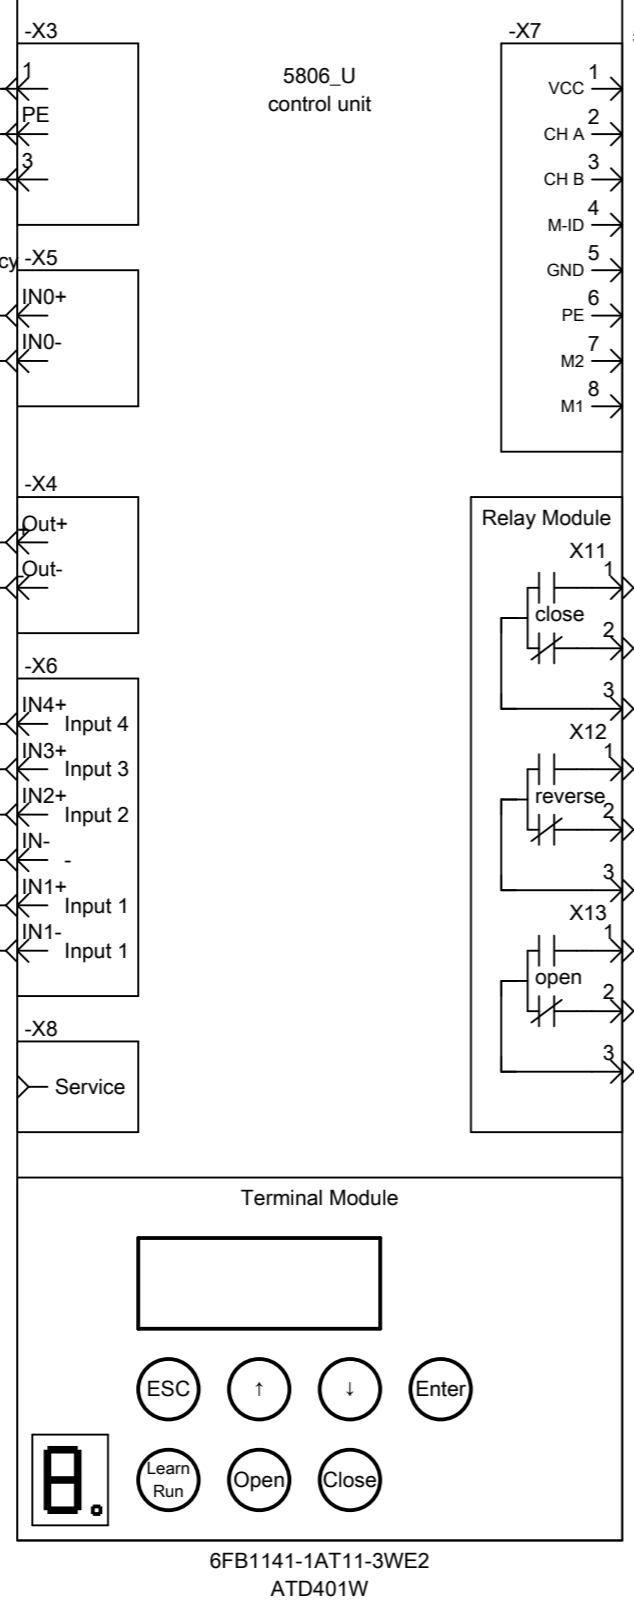 -X3
5806_U
control unit
1
PE
3
-X7
VCC 1
CH A 2
CH B 3
M-ID 4
GND 5
PE 6
M2 7
M1 8
cy
-X5
IN0+
IN0-
-X4
Out+
Out-
-X6
IN4+ Input 4
IN3+ Input 3
IN2+ Input 2
IN- -
IN1+ Input 1
IN1- Input 1
-X8
Service
Relay Module
X11
1
close
2
3
X12
1
reverse
2
3
X13
1
open
2
3
Terminal Module
ESC ↑ ↓ Enter
Learn
Run
Open Close
8.
6FB1141-1AT11-3WE2
ATD401W